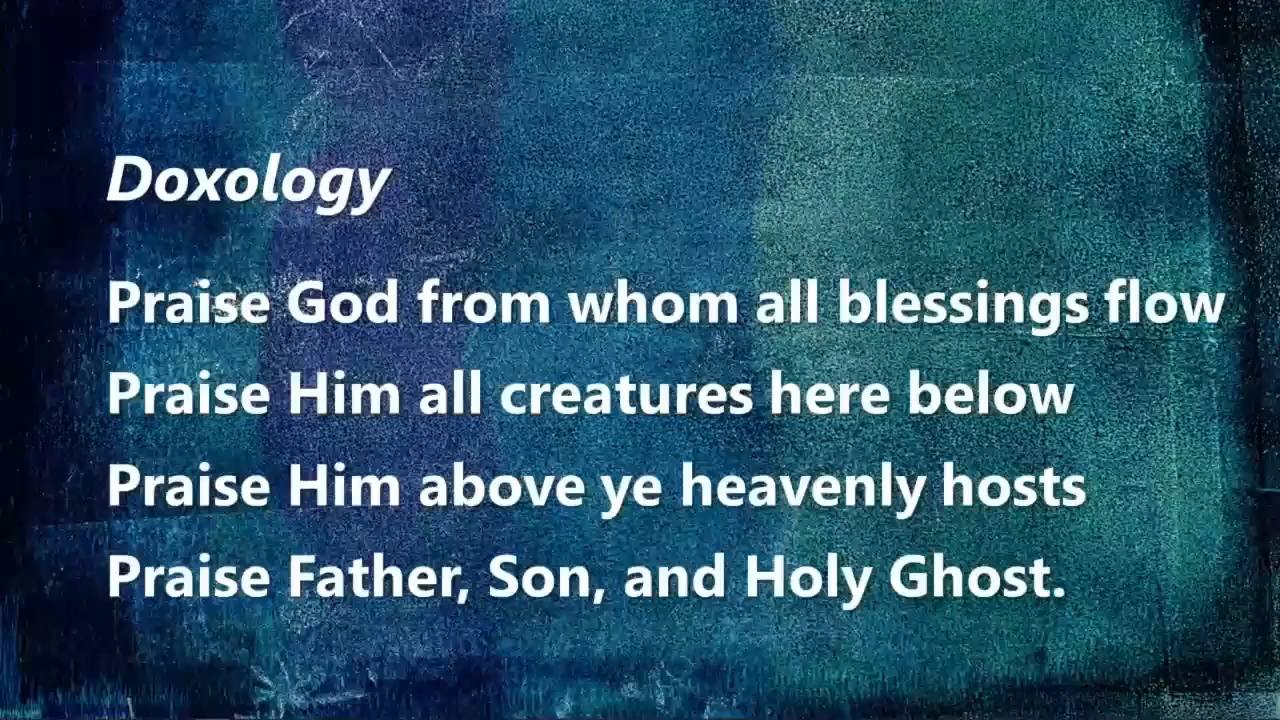 Doxology
Praise God from whom all blessings flow
Praise Him all creatures here below
Praise Him above ye heavenly hosts
Praise Father, Son, and Holy Ghost.